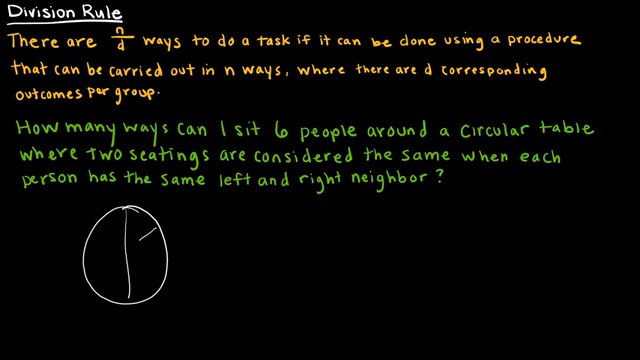 Division Rule
There are n/d ways to do a task if it can be done using a procedure
that can be carried out in n ways, where there are d corresponding
outcomes per group.
How many ways can I sit 6 people around a circular table
where two seatings are considered the same when each
person has the same left and right neighbor?